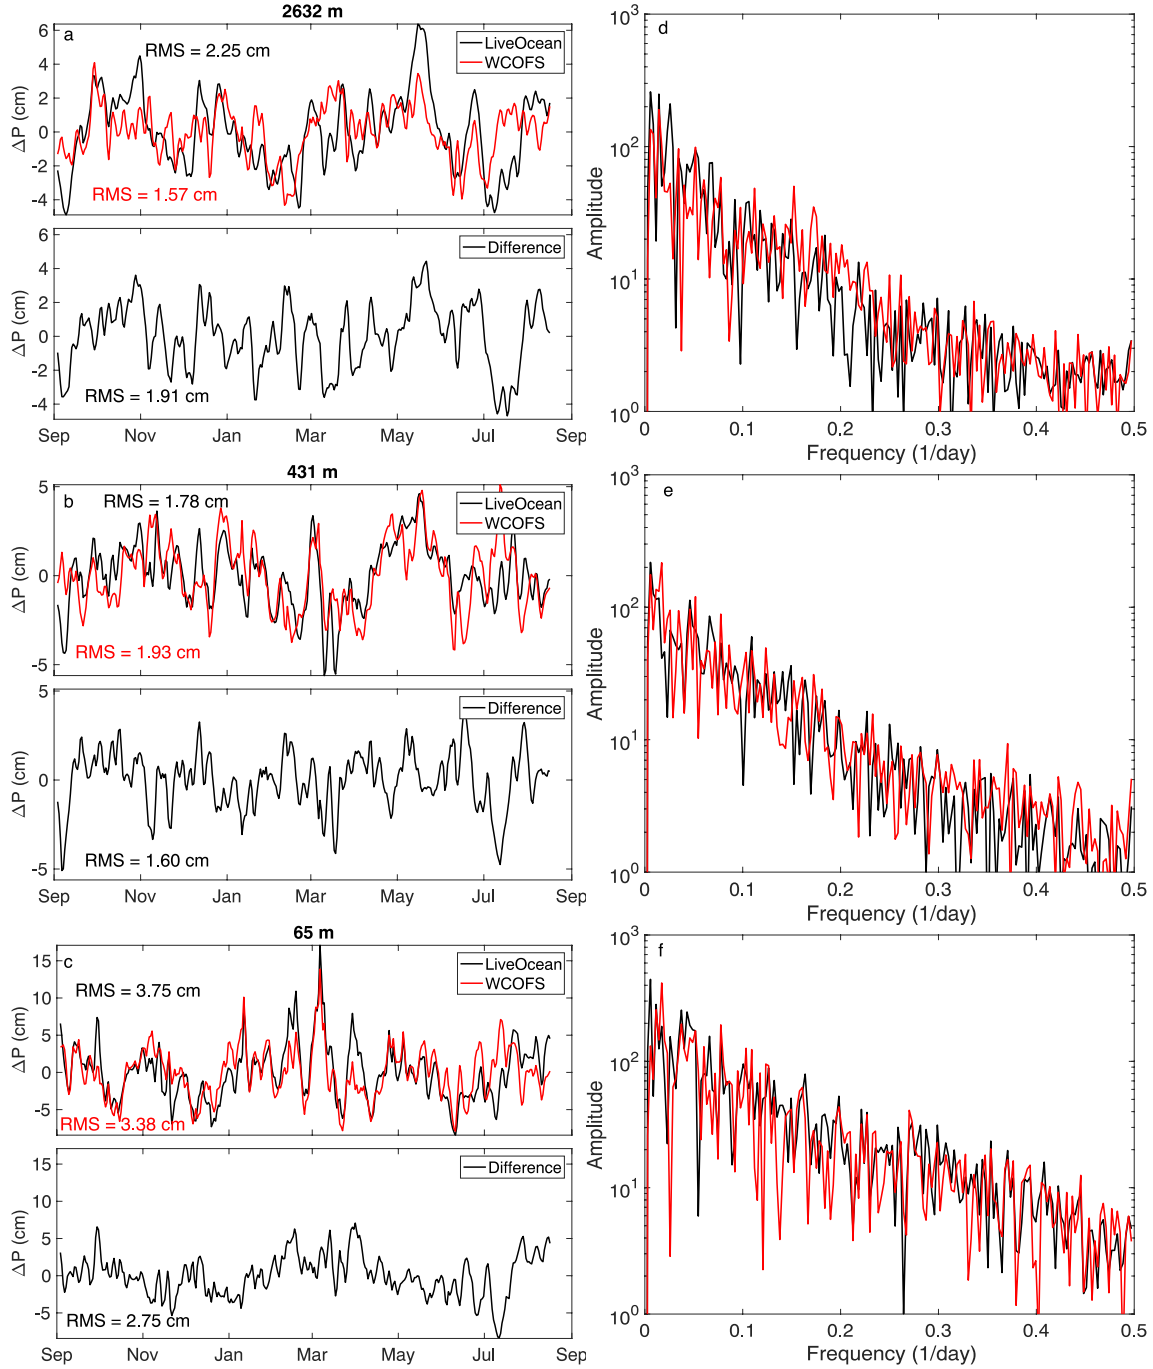 2632 m
a
RMS = 2.25 cm
LiveOcean
WCOFS
6
4
2
0
-2
-4
ΔP (cm)
RMS = 1.57 cm
Difference
6
4
2
0
-2
-4
ΔP (cm)
RMS = 1.91 cm
Sep Nov Jan Mar May Jul Sep
d
10^3
10^2
10^1
10^0
Amplitude
0 0.1 0.2 0.3 0.4 0.5
Frequency (1/day)
431 m
b
RMS = 1.78 cm
LiveOcean
WCOFS
5
0
-5
ΔP (cm)
RMS = 1.93 cm
Difference
5
0
-5
ΔP (cm)
RMS = 1.60 cm
Sep Nov Jan Mar May Jul Sep
e
10^3
10^2
10^1
10^0
Amplitude
0 0.1 0.2 0.3 0.4 0.5
Frequency (1/day)
65 m
c
RMS = 3.75 cm
LiveOcean
WCOFS
15
10
5
0
-5
ΔP (cm)
RMS = 3.38 cm
Difference
15
10
5
0
-5
ΔP (cm)
RMS = 2.75 cm
Sep Nov Jan Mar May Jul Sep
f
10^3
10^2
10^1
10^0
Amplitude
0 0.1 0.2 0.3 0.4 0.5
Frequency (1/day)